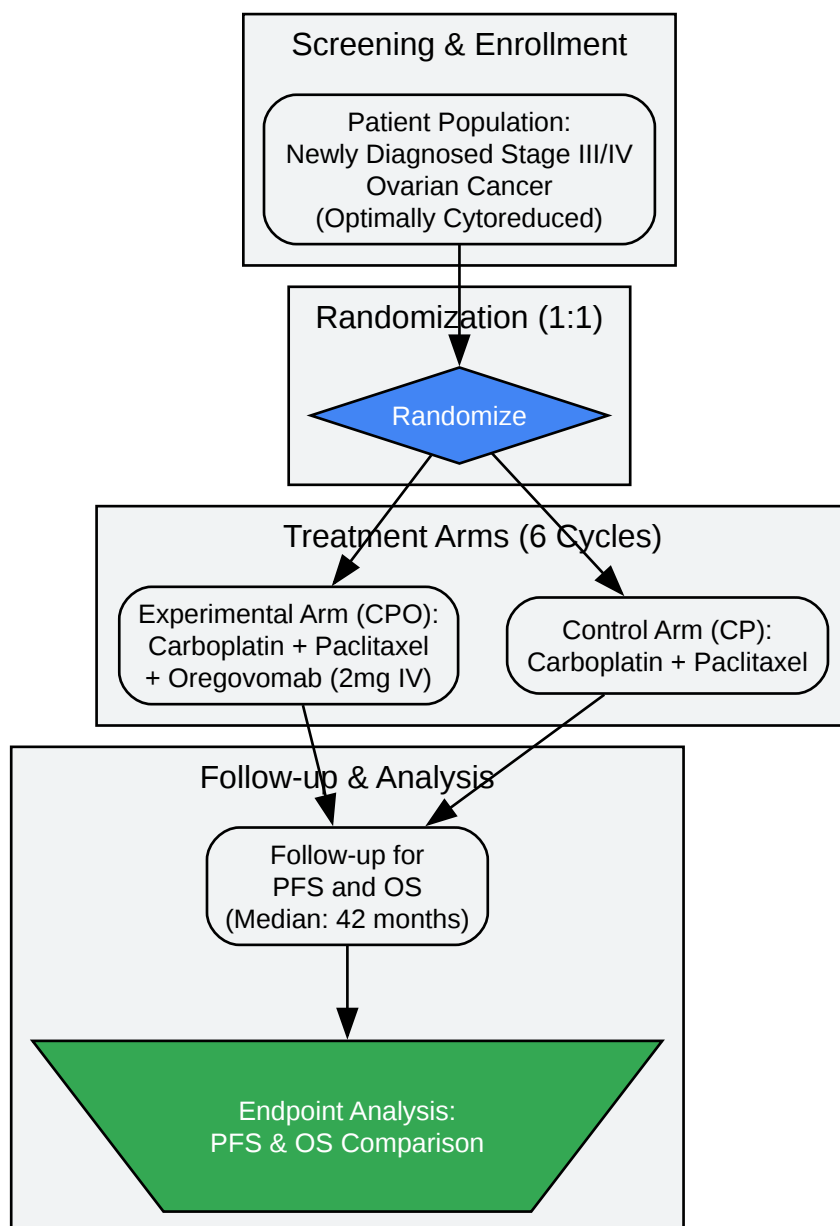 Screening & Enrollment
Patient Population:
Newly Diagnosed Stage III/IV
Ovarian Cancer
(Optimally Cytoreduced)
Randomization (1:1)
Randomize
Treatment Arms (6 Cycles)
Experimental Arm (CPO):
Carboplatin + Paclitaxel
+ Oregovomab (2mg IV)
Control Arm (CP):
Carboplatin + Paclitaxel
Follow-up & Analysis
Follow-up for
PFS and OS
(Median: 42 months)
Endpoint Analysis:
PFS & OS Comparison